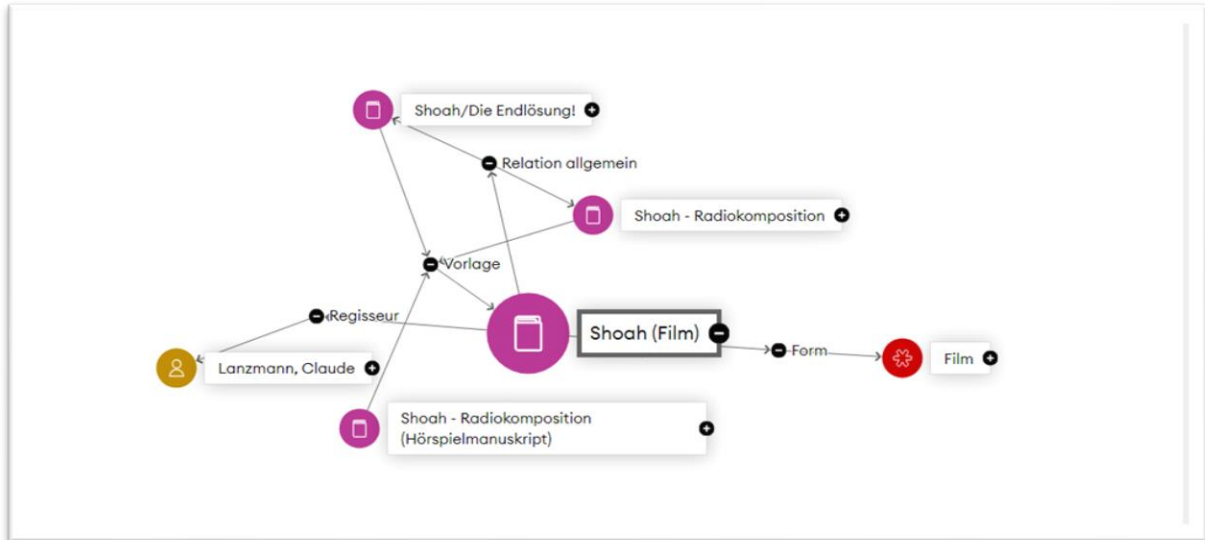 Shoah/Die Endlösung!
Relation allgemein
Shoah - Radiokomposition
Vorlage
Regisseur
Shoah (Film)
Form
Film
Lanzmann, Claude
Shoah - Radiokomposition
(Hörspielmanuskript)